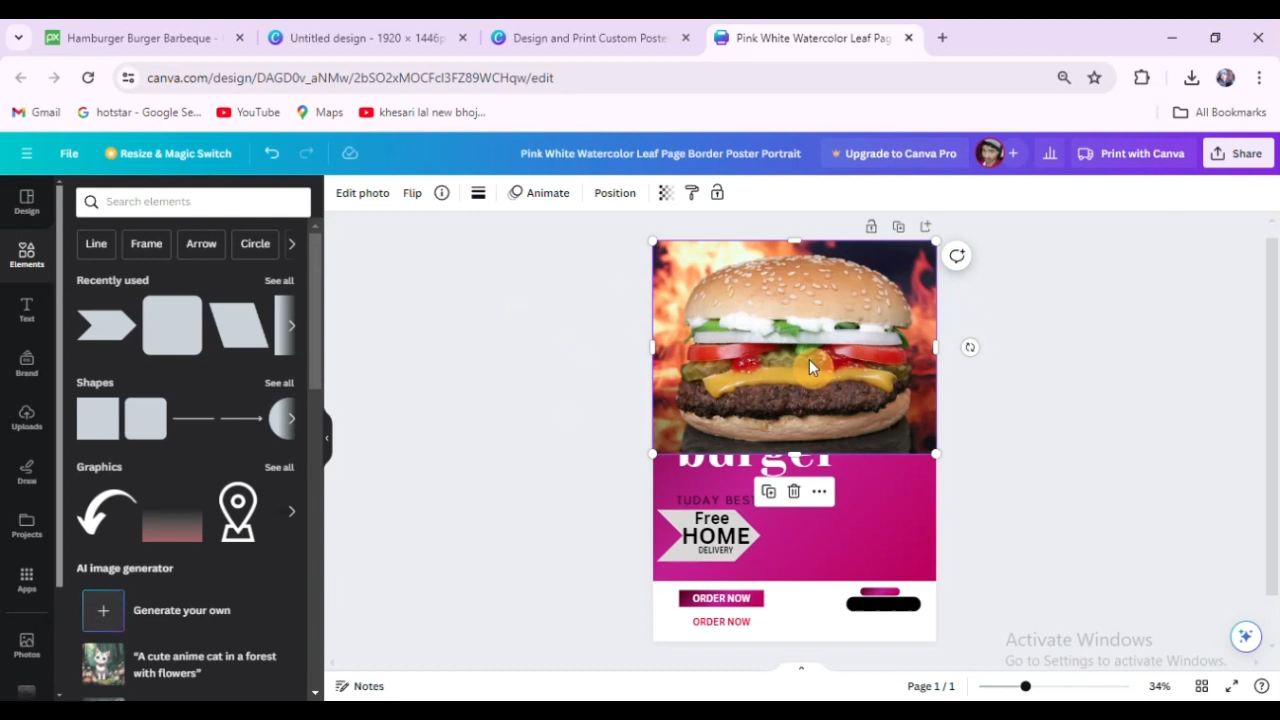 Hamburger Burger Barbeque -
Untitled design - 1920 × 1446p
Design and Print Custom Poste
Pink White Watercolor Leaf Pag
canva.com/design/DAGD0v_aNMw/2bSO2xMOCFcI3FZ89WCHqw/edit
Gmail
hotstar - Google Se...
YouTube
Maps
khesari lal new bhoj...
All Bookmarks
File
Resize & Magic Switch
Pink White Watercolor Leaf Page Border Poster Portrait
Upgrade to Canva Pro
Print with Canva
Share
Design
Elements
Text
Brand
Uploads
Draw
Projects
Apps
Photos
Search elements
Line
Frame
Arrow
Circle
Recently used
See all
Shapes
See all
Graphics
See all
AI image generator
Generate your own
"A cute anime cat in a forest
with flowers"
Edit photo
Flip
Animate
Position
burger
TUDAY BES
Free
HOME
DELIVERY
ORDER NOW
ORDER NOW
Activate Windows
Go to Settings to activate Windows.
Notes
Page 1 / 1
34%